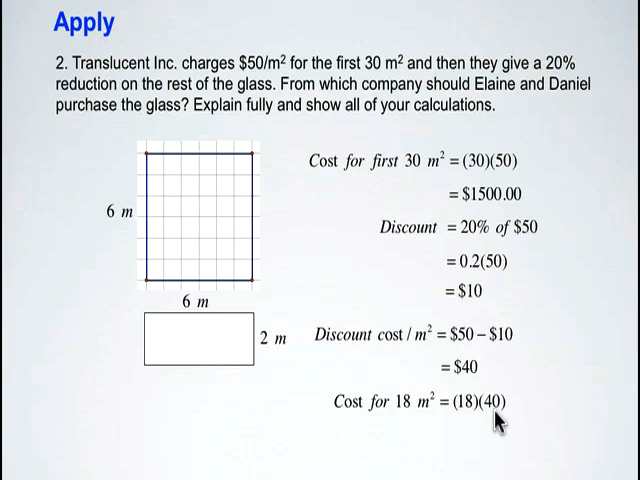 Apply
2. Translucent Inc. charges $50/m² for the first 30 m² and then they give a 20%
reduction on the rest of the glass. From which company should Elaine and Daniel
purchase the glass? Explain fully and show all of your calculations.
Cost for first 30 m² = (30)(50)
= $1500.00
6 m
Discount = 20% of $50
= 0.2(50)
= $10
6 m
2 m
Discount cost / m² = $50 – $10
= $40
Cost for 18 m² = (18)(40)